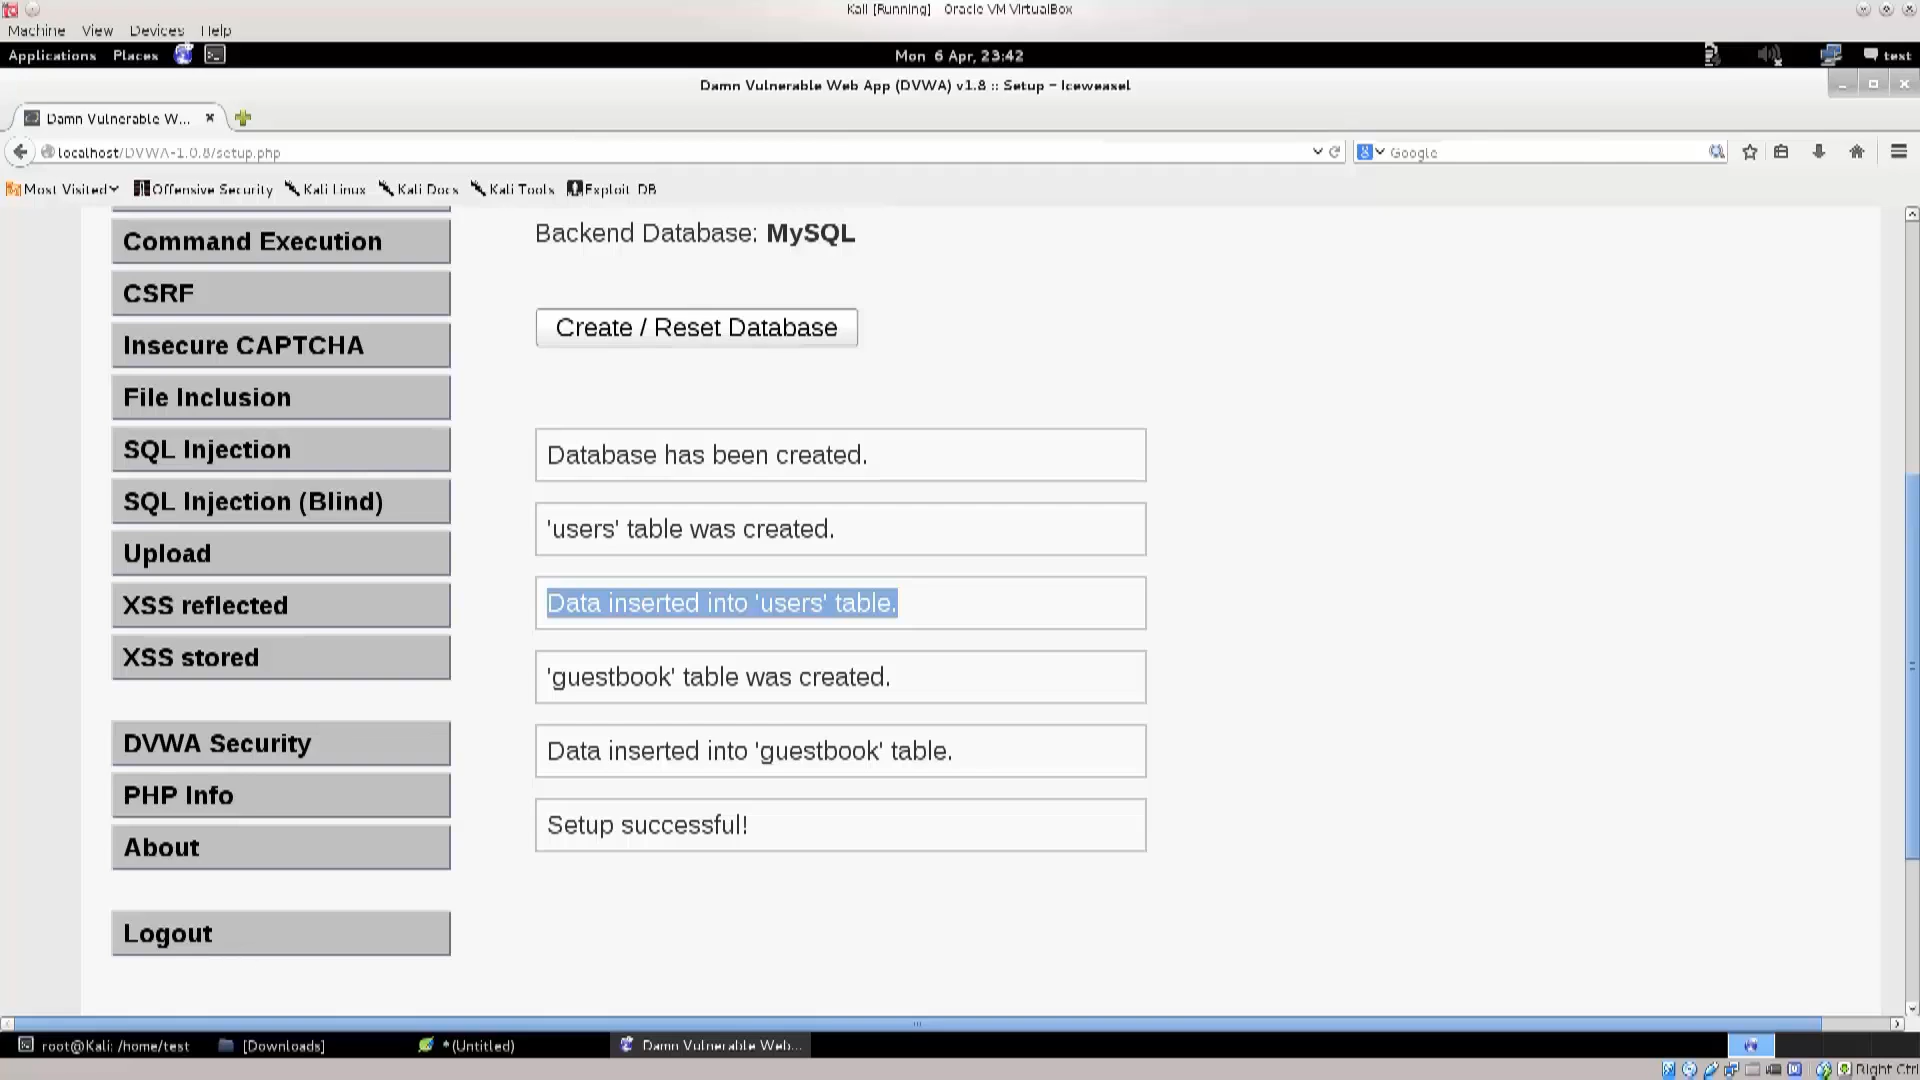 Kali [Running] - Oracle VM VirtualBox
Machine View Devices Help
Applications Places Mon 6 Apr, 23:42 test
Damn Vulnerable Web App (DVWA) v1.8 :: Setup - Iceweasel
Damn Vulnerable W...
localhost/DVWA-1.0.8/setup.php Google
Most Visited Offensive Security Kali Linux Kali Docs Kali Tools Exploit-DB
Command Execution
CSRF
Insecure CAPTCHA
File Inclusion
SQL Injection
SQL Injection (Blind)
Upload
XSS reflected
XSS stored
DVWA Security
PHP Info
About
Logout
Backend Database: MySQL
Create / Reset Database
Database has been created.
'users' table was created.
Data inserted into 'users' table.
'guestbook' table was created.
Data inserted into 'guestbook' table.
Setup successful!
root@Kali: /home/test [Downloads] *(Untitled) Damn Vulnerable Web...
Right Ctrl